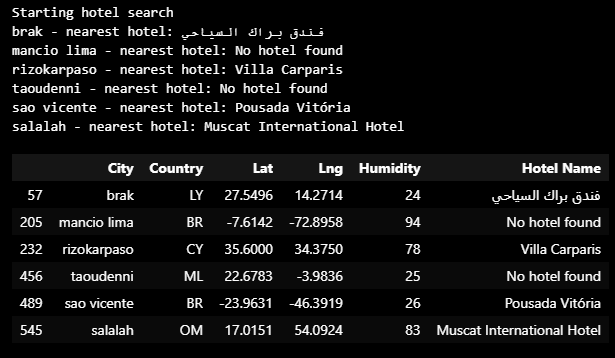 Starting hotel search
brak - nearest hotel: فندق براك السياحي
mancio lima - nearest hotel: No hotel found
rizokarpaso - nearest hotel: Villa Carparis
taoudenni - nearest hotel: No hotel found
sao vicente - nearest hotel: Pousada Vitória
salalah - nearest hotel: Muscat International Hotel
City Country Lat Lng Humidity Hotel Name
57 brak LY 27.5496 14.2714 24 فندق براك السياحي
205 mancio lima BR -7.6142 -72.8958 94 No hotel found
232 rizokarpaso CY 35.6000 34.3750 78 Villa Carparis
456 taoudenni ML 22.6783 -3.9836 25 No hotel found
489 sao vicente BR -23.9631 -46.3919 26 Pousada Vitória
545 salalah OM 17.0151 54.0924 83 Muscat International Hotel